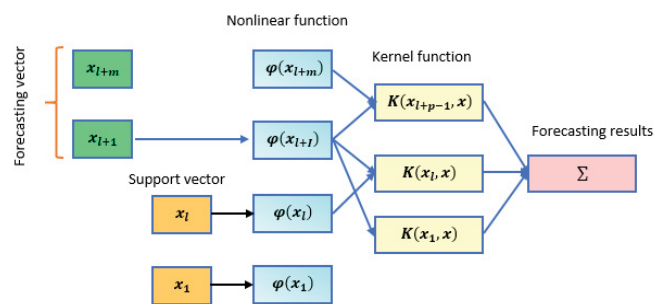 Nonlinear function
Kernel function
Forecasting vector
x_{l+m}
φ(x_{l+m})
K(x_{l+p-1}, x)
x_{l+1}
φ(x_{l+I})
Forecasting results
Support vector
K(x_l, x)
Σ
x_l
φ(x_l)
K(x_1, x)
x_1
φ(x_1)